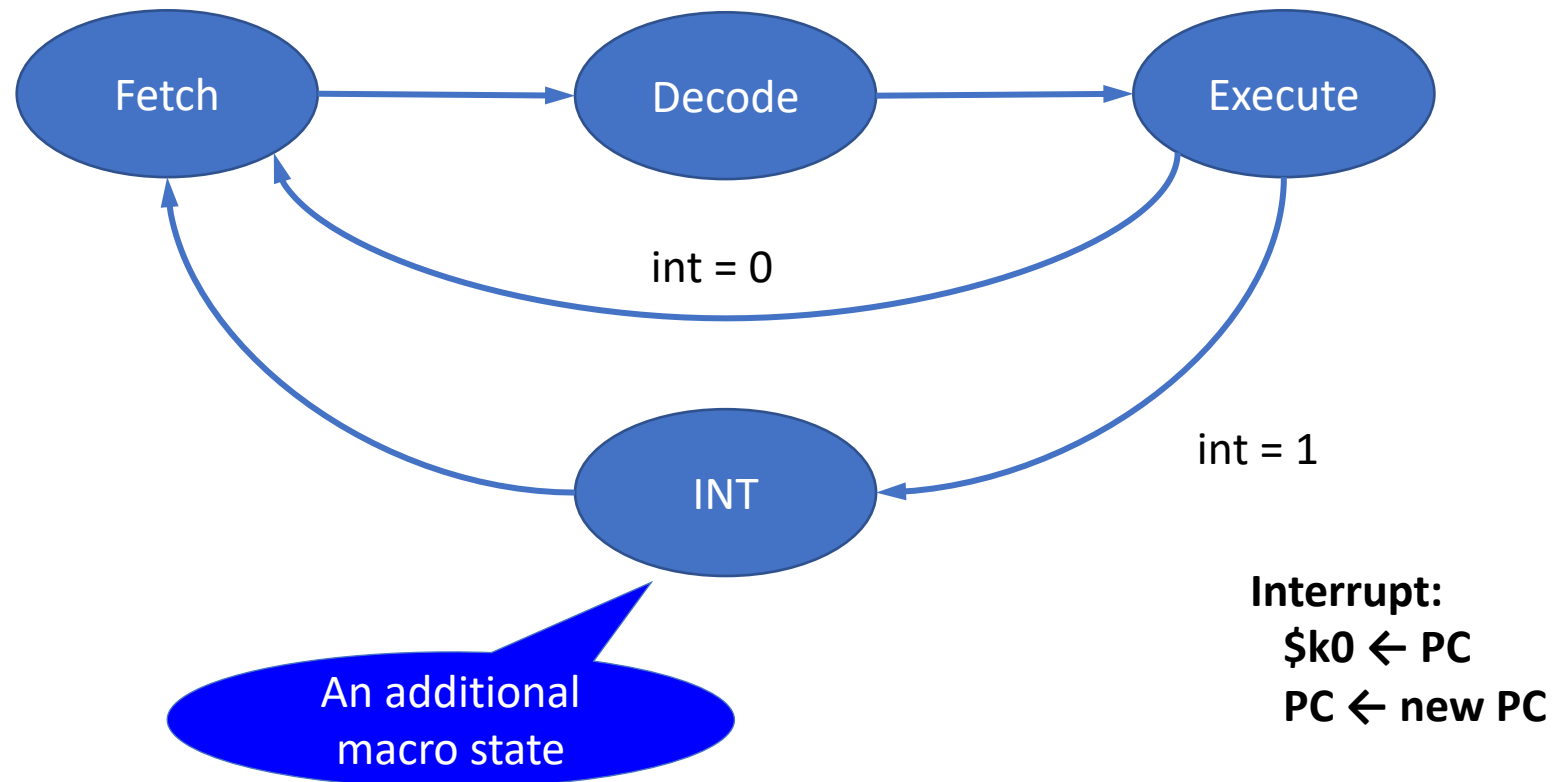 Fetch
Decode
Execute
int = 0
int = 1
INT
An additional
macro state
Interrupt:
$k0 ← PC
PC ← new PC